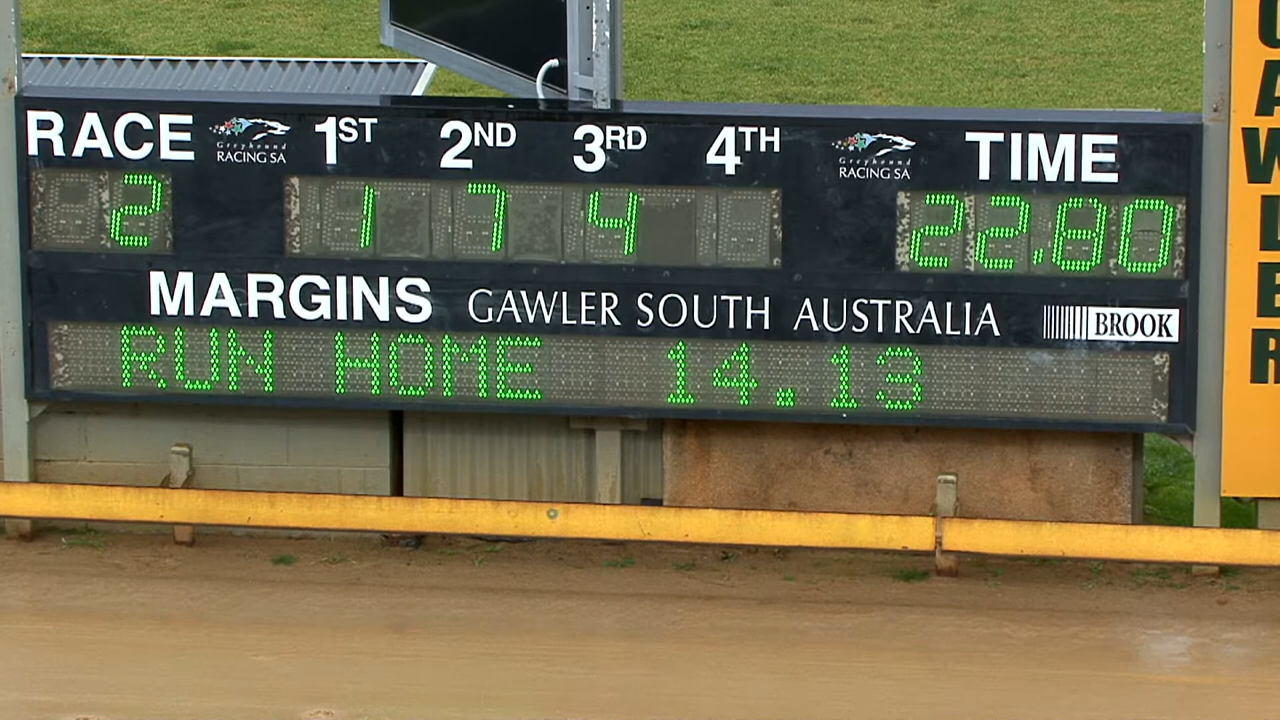 RACE Greyhound RACING SA 1ST 2ND 3RD 4TH Greyhound RACING SA TIME
2 1 7 4 22.80
MARGINS GAWLER SOUTH AUSTRALIA BROOK
RUN HOME 14.13
GAWLER